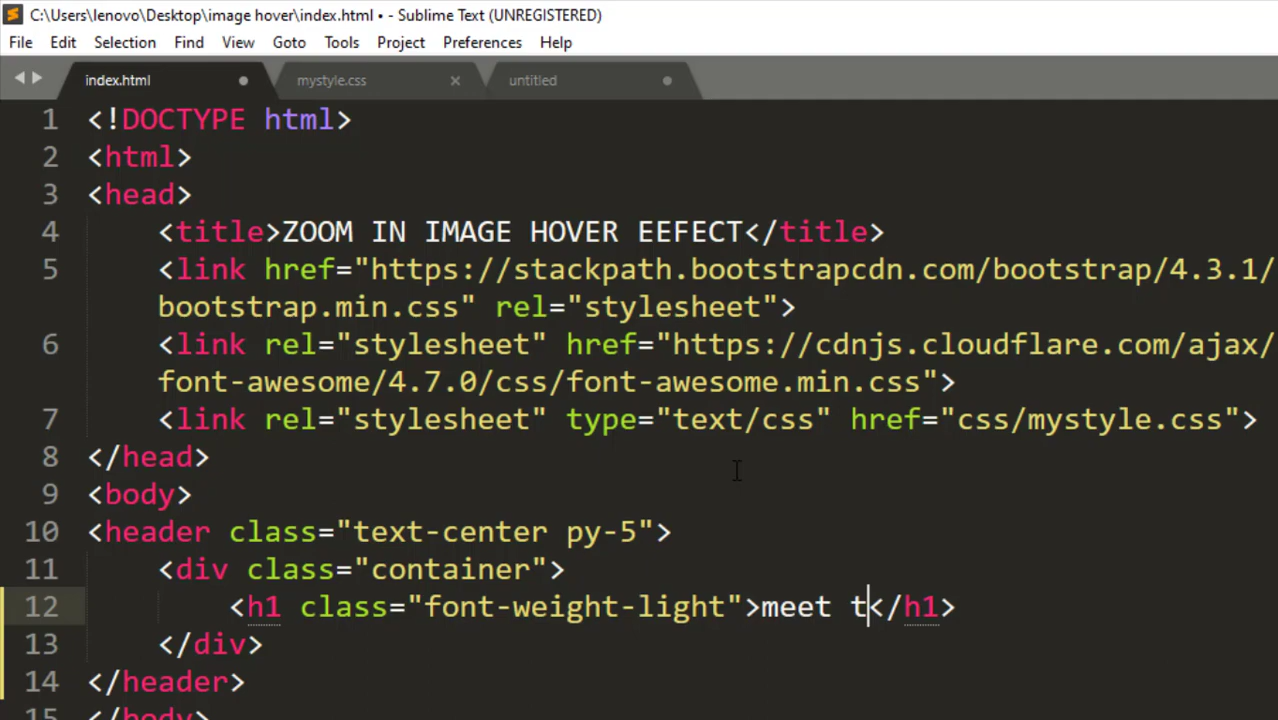 C:\Users\lenovo\Desktop\image hover\index.html • - Sublime Text (UNREGISTERED)
File Edit Selection Find View Goto Tools Project Preferences Help
index.html mystyle.css untitled
1 <!DOCTYPE html>
2 <html>
3 <head>
4 <title>ZOOM IN IMAGE HOVER EEFECT</title>
5 <link href="https://stackpath.bootstrapcdn.com/bootstrap/4.3.1/
bootstrap.min.css" rel="stylesheet">
6 <link rel="stylesheet" href="https://cdnjs.cloudflare.com/ajax/
font-awesome/4.7.0/css/font-awesome.min.css">
7 <link rel="stylesheet" type="text/css" href="css/mystyle.css">
8 </head>
9 <body>
10 <header class="text-center py-5">
11 <div class="container">
12 <h1 class="font-weight-light">meet t</h1>
13 </div>
14 </header>
15 </body>